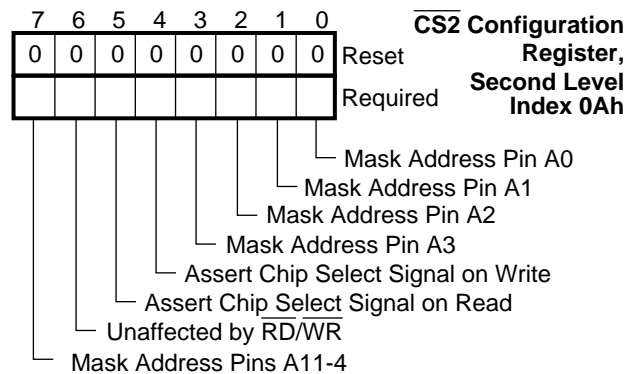 7 6 5 4 3 2 1 0
CS2 Configuration
Register,
Second Level
Index 0Ah
0 0 0 0 0 0 0 0 Reset
Required
Mask Address Pin A0
Mask Address Pin A1
Mask Address Pin A2
Mask Address Pin A3
Assert Chip Select Signal on Write
Assert Chip Select Signal on Read
Unaffected by RD/WR
Mask Address Pins A11-4